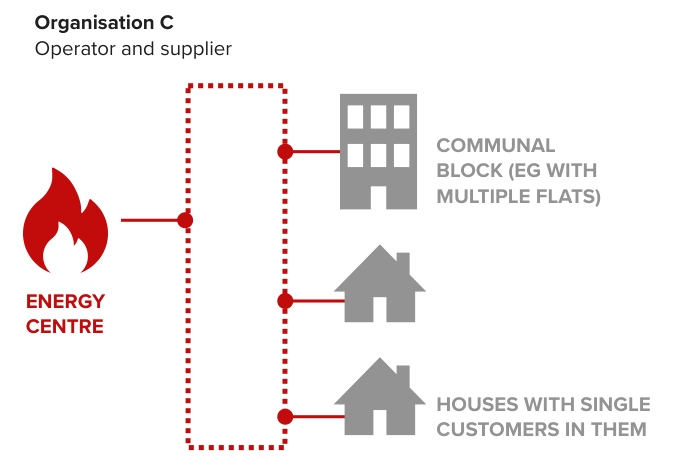 Organisation C
Operator and supplier
COMMUNAL
BLOCK (EG WITH
MULTIPLE FLATS)
ENERGY
CENTRE
HOUSES WITH SINGLE
CUSTOMERS IN THEM